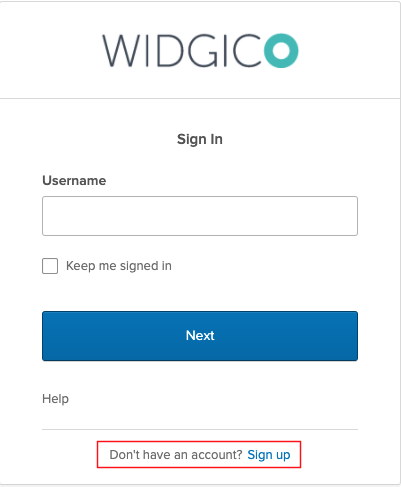 WIDGICO
Sign In
Username
Keep me signed in
Next
Help
Don't have an account? Sign up